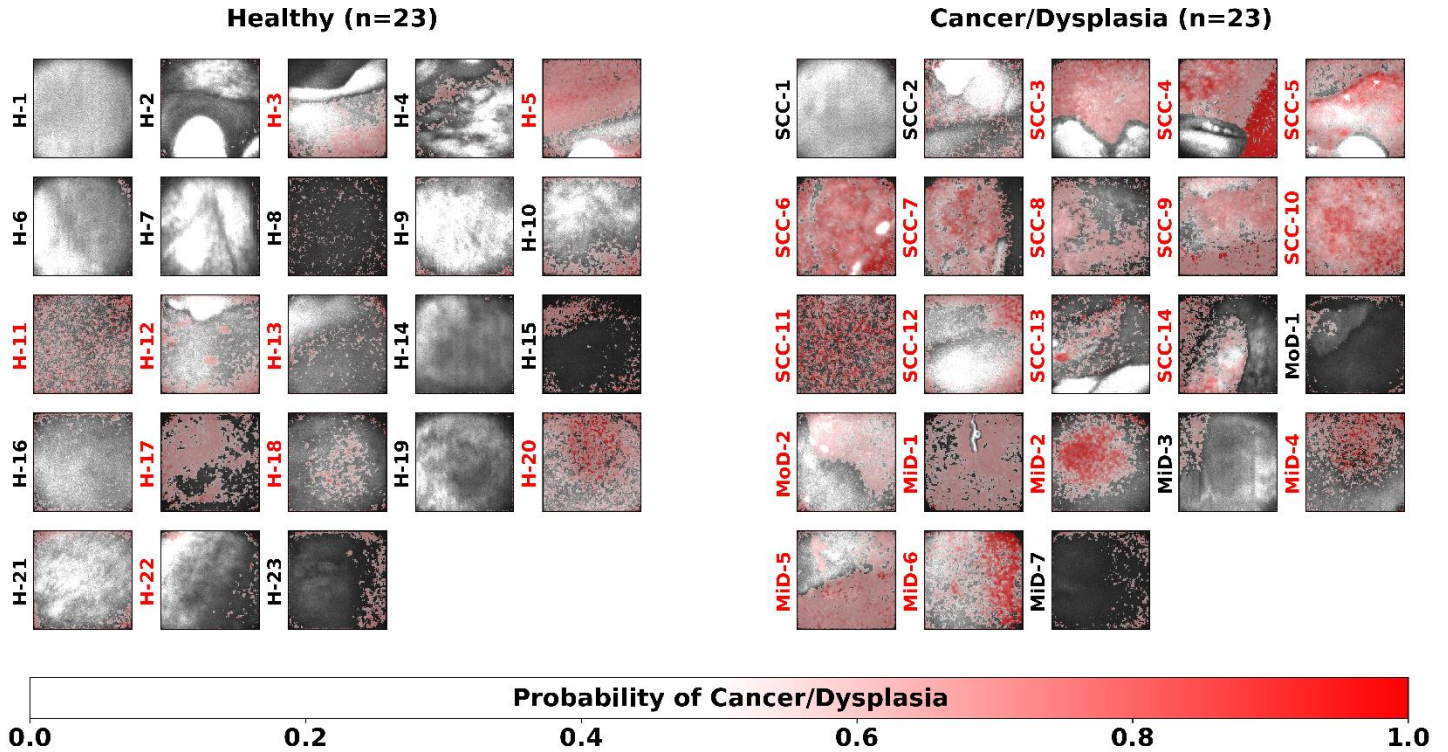 Healthy (n=23)
Cancer/Dysplasia (n=23)
H-1 H-2 H-3 H-4 H-5
SCC-1 SCC-2 SCC-3 SCC-4 SCC-5
H-6 H-7 H-8 H-9 H-10
SCC-6 SCC-7 SCC-8 SCC-9 SCC-10
H-11 H-12 H-13 H-14 H-15
SCC-11 SCC-12 SCC-13 SCC-14 MoD-1
H-16 H-17 H-18 H-19 H-20
MoD-2 MiD-1 MiD-2 MiD-3 MiD-4
H-21 H-22 H-23
MiD-5 MiD-6 MiD-7
Probability of Cancer/Dysplasia
0.0 0.2 0.4 0.6 0.8 1.0